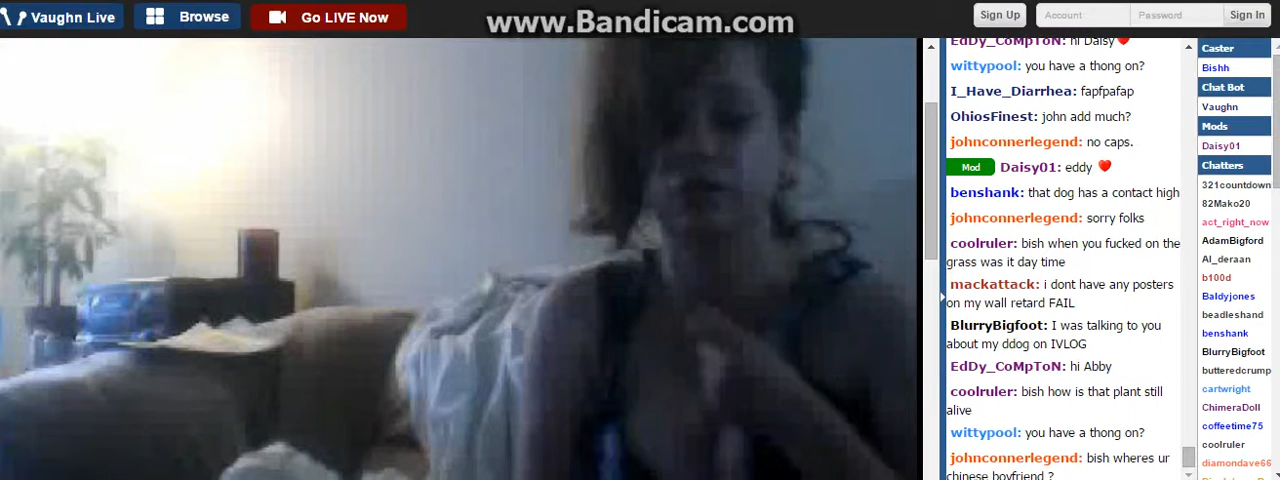 Vaughn Live
Browse
Go LIVE Now
www.Bandicam.com
Sign Up
Account
Password
Sign In
EdDy_CoMpToN: hi Daisy❤
wittypool: you have a thong on?
I_Have_Diarrhea: fapfpafap
OhiosFinest: john add much?
johnconnerlegend: no caps.
Mod Daisy01: eddy ❤
benshank: that dog has a contact high
johnconnerlegend: sorry folks
coolruler: bish when you fucked on the
grass was it day time
mackattack: i dont have any posters
on my wall retard FAIL
BlurryBigfoot: I was talking to you
about my ddog on IVLOG
EdDy_CoMpToN: hi Abby
coolruler: bish how is that plant still
alive
wittypool: you have a thong on?
johnconnerlegend: bish wheres ur
chinese boyfriend ?
Caster
Bishh
Chat Bot
Vaughn
Mods
Daisy01
Chatters
321countdown
82Mako20
act_right_now
AdamBigford
Al_deraan
b100d
Baldyjones
beadleshand
benshank
BlurryBigfoot
butteredcrump
cartwright
ChimeraDoll
coffeetime75
coolruler
diamondave66